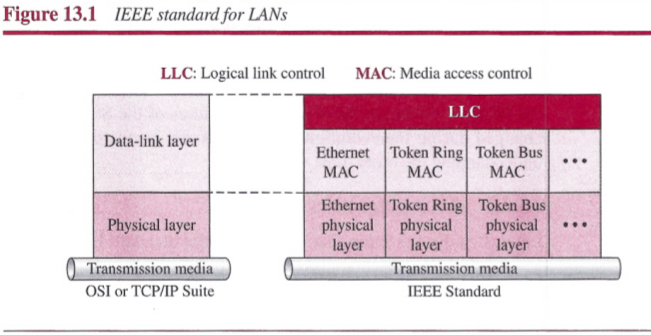 Figure 13.1 IEEE standard for LANs
LLC: Logical link control MAC: Media access control
LLC
Data-link layer
Ethernet
MAC
Token Ring
MAC
Token Bus
MAC
•••
Physical layer
Ethernet
physical
layer
Token Ring
physical
layer
Token Bus
physical
layer
•••
Transmission media
Transmission media
OSI or TCP/IP Suite
IEEE Standard